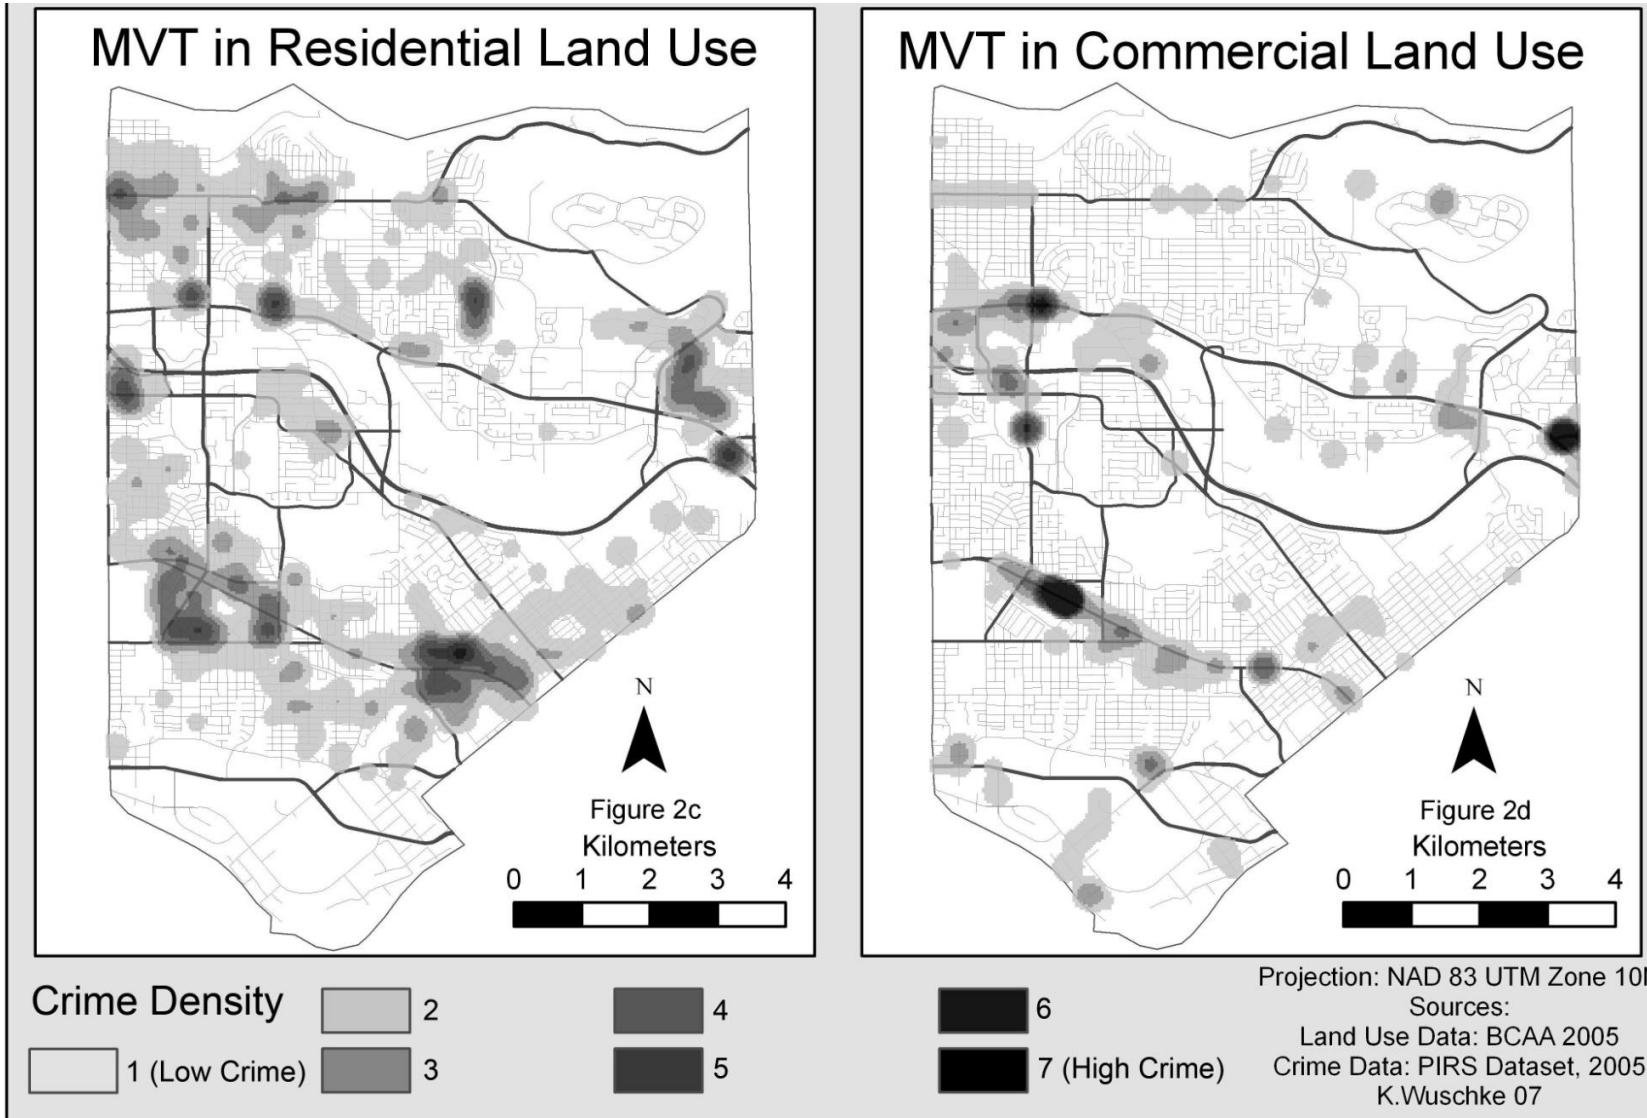 MVT in Residential Land Use
N
Figure 2c
Kilometers
0 1 2 3 4
MVT in Commercial Land Use
N
Figure 2d
Kilometers
0 1 2 3 4
Crime Density
1 (Low Crime)
2
3
4
5
6
7 (High Crime)
Projection: NAD 83 UTM Zone 10
Sources:
Land Use Data: BCAA 2005
Crime Data: PIRS Dataset, 2005
K.Wuschke 07